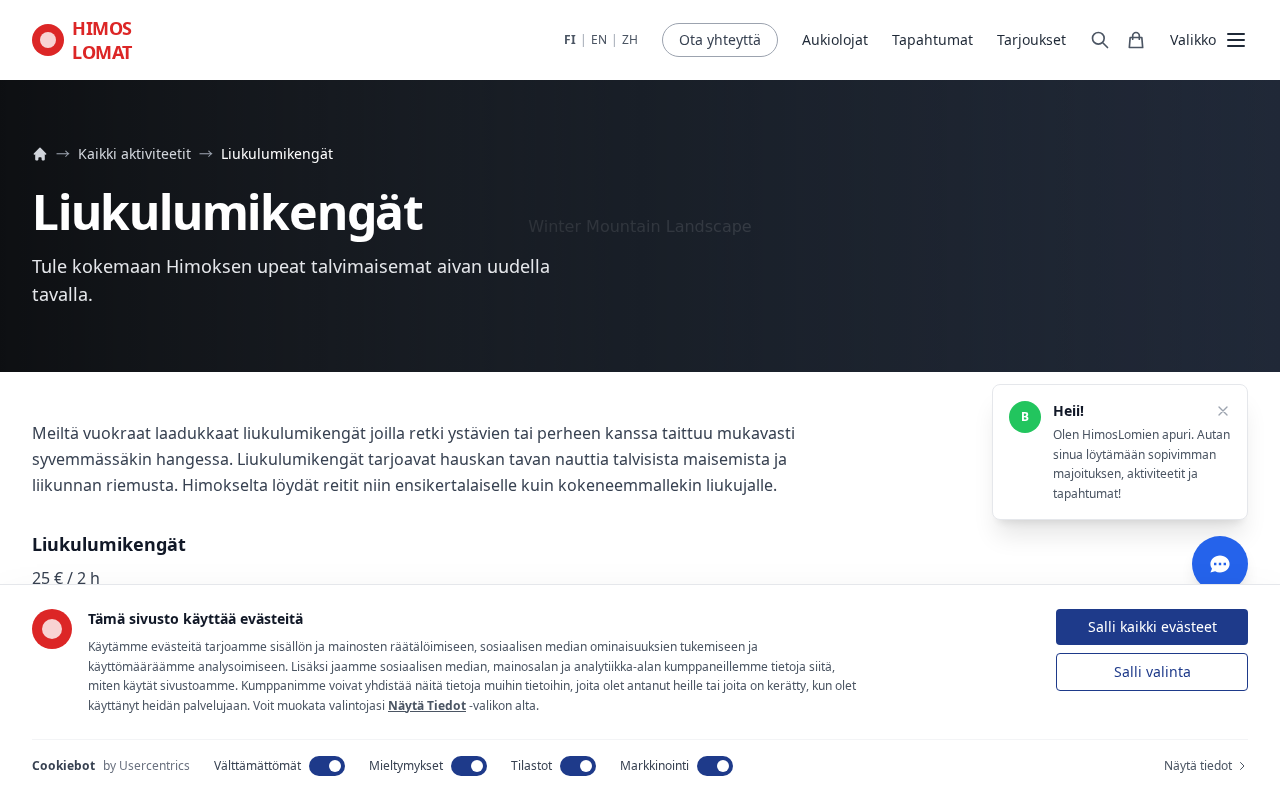 HIMOS
LOMAT
FI | EN | ZH
Ota yhteyttä
Aukiolojat
Tapahtumat
Tarjoukset
Valikko
Kaikki aktiviteetit → Liukulumikengät
Liukulumikengät
Winter Mountain Landscape
Tule kokemaan Himoksen upeat talvimaisemat aivan uudella
tavalla.
Meiltä vuokraat laadukkaat liukulumikengät joilla retki ystävien tai perheen kanssa taittuu mukavasti
syvemmässäkin hangessa. Liukulumikengät tarjoavat hauskan tavan nauttia talvisista maisemista ja
liikunnan riemusta. Himokselta löydät reitit niin ensikertalaiselle kuin kokeneemmallekin liukujalle.
Liukulumikengät
25 € / 2 h
B
Heii!
Olen HimosLomien apuri. Autan
sinua löytämään sopivimman
majoituksen, aktiviteetit ja
tapahtumat!
Tämä sivusto käyttää evästeitä
Käytämme evästeitä tarjoamme sisällön ja mainosten räätälöimiseen, sosiaalisen median ominaisuuksien tukemiseen ja
käyttömääräämme analysoimiseen. Lisäksi jaamme sosiaalisen median, mainosalan ja analytiikka-alan kumppaneillemme tietoja siitä,
miten käytät sivustoamme. Kumppanimme voivat yhdistää näitä tietoja muihin tietoihin, joita olet antanut heille tai joita on kerätty, kun olet
käyttänyt heidän palvelujaan. Voit muokata valintojasi Näytä Tiedot -valikon alta.
Salli kaikki evästeet
Salli valinta
Cookiebot by Usercentrics
Välttämättömät
Mieltymykset
Tilastot
Markkinointi
Näytä tiedot